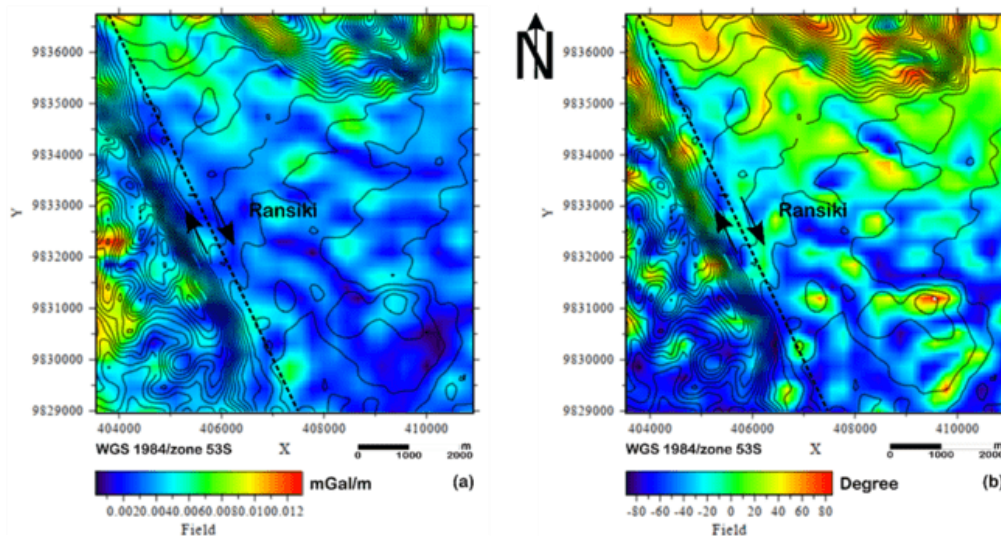 N
9836000
9835000
9834000
9833000
9832000
9831000
9830000
9829000
Y
Ransiki
404000 406000 408000 410000
WGS 1984/zone 53S X 0 1000 2000 m
mGal/m (a)
0.002 0.004 0.006 0.008 0.010 0.012
Field
9836000
9835000
9834000
9833000
9832000
9831000
9830000
9829000
Y
Ransiki
404000 406000 408000 410000
WGS 1984/zone 53S X 0 1000 2000 m
Degree (b)
-80 -60 -40 -20 0 20 40 60 80
Field